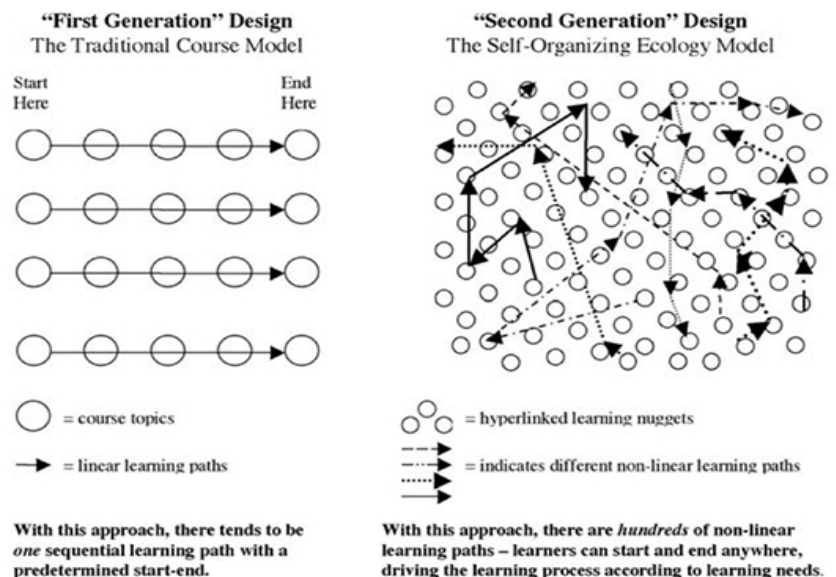 “First Generation” Design
The Traditional Course Model
Start
Here
End
Here
= course topics
= linear learning paths
With this approach, there tends to be
one sequential learning path with a
predetermined start-end.
“Second Generation” Design
The Self-Organizing Ecology Model
= hyperlinked learning nuggets
= indicates different non-linear learning paths
With this approach, there are hundreds of non-linear
learning paths – learners can start and end anywhere,
driving the learning process according to learning needs.